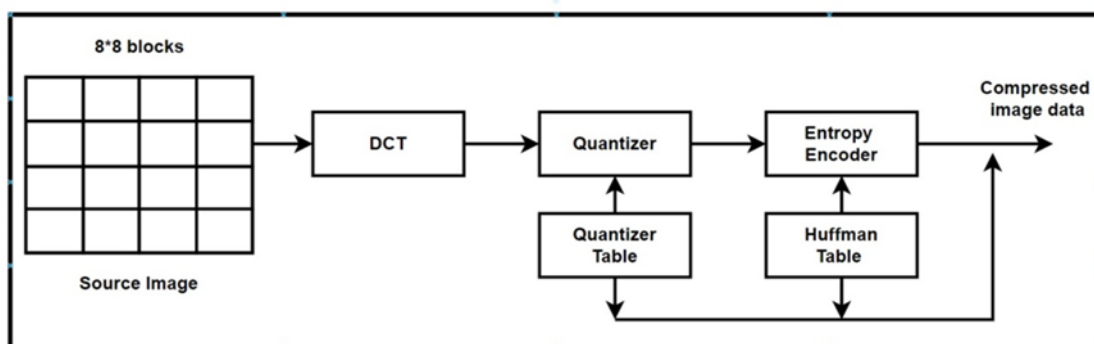 8*8 blocks
Source Image
DCT
Quantizer
Quantizer
Table
Entropy
Encoder
Huffman
Table
Compressed
image data